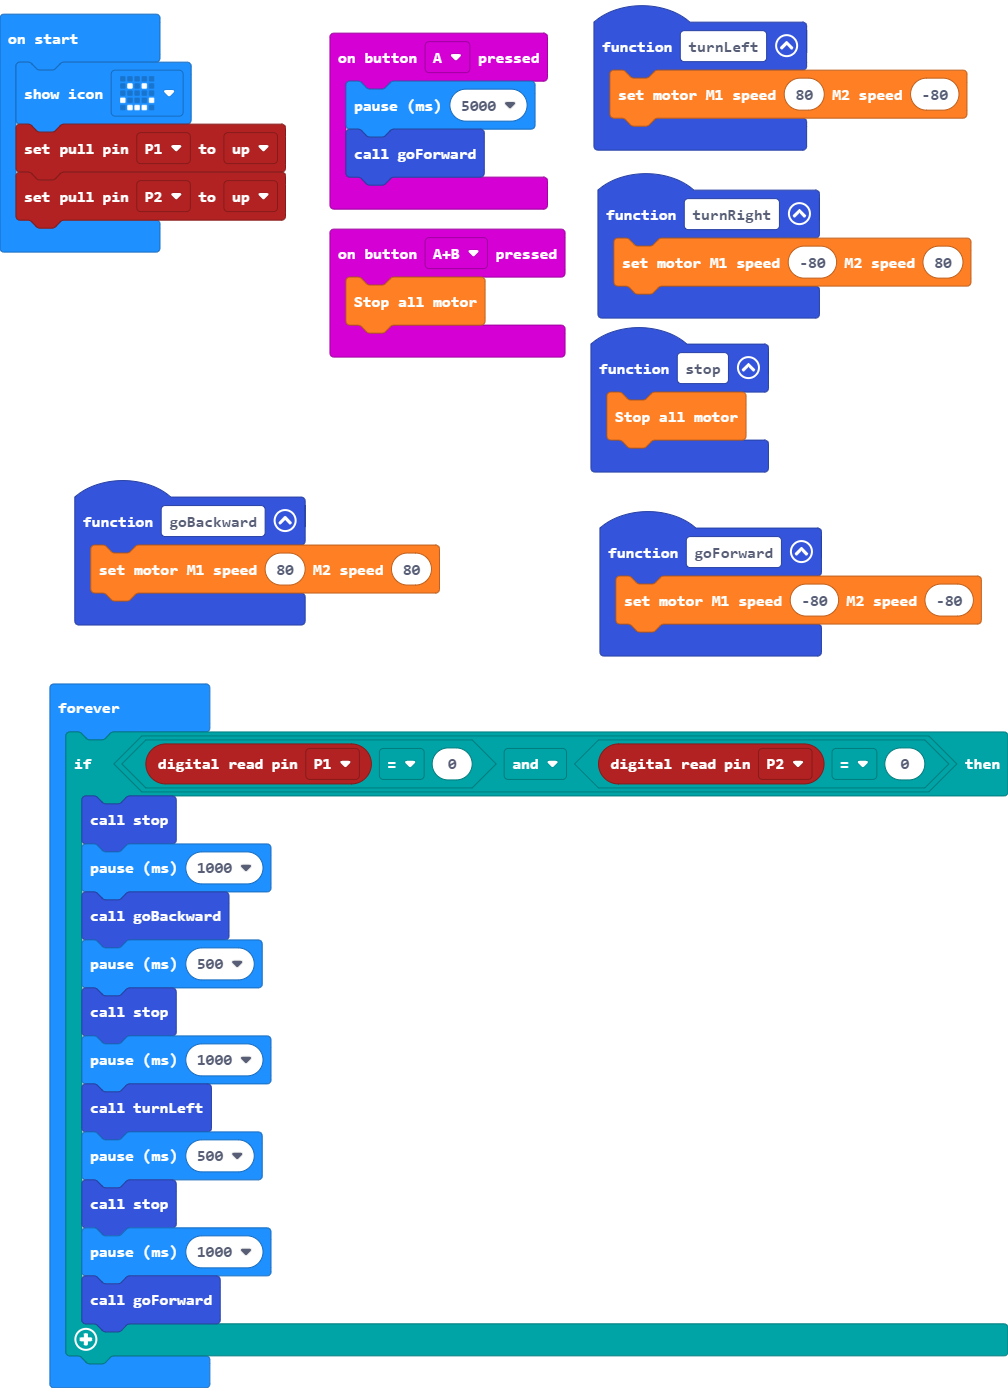 on start
show icon
set pull pin P1 to up
set pull pin P2 to up
on button A pressed
pause (ms) 5000
call goForward
on button A+B pressed
Stop all motor
function turnLeft
set motor M1 speed 80 M2 speed -80
function turnRight
set motor M1 speed -80 M2 speed 80
function stop
Stop all motor
function goBackward
set motor M1 speed 80 M2 speed 80
function goForward
set motor M1 speed -80 M2 speed -80
forever
if digital read pin P1 = 0 and digital read pin P2 = 0 then
call stop
pause (ms) 1000
call goBackward
pause (ms) 500
call stop
pause (ms) 1000
call turnLeft
pause (ms) 500
call stop
pause (ms) 1000
call goForward